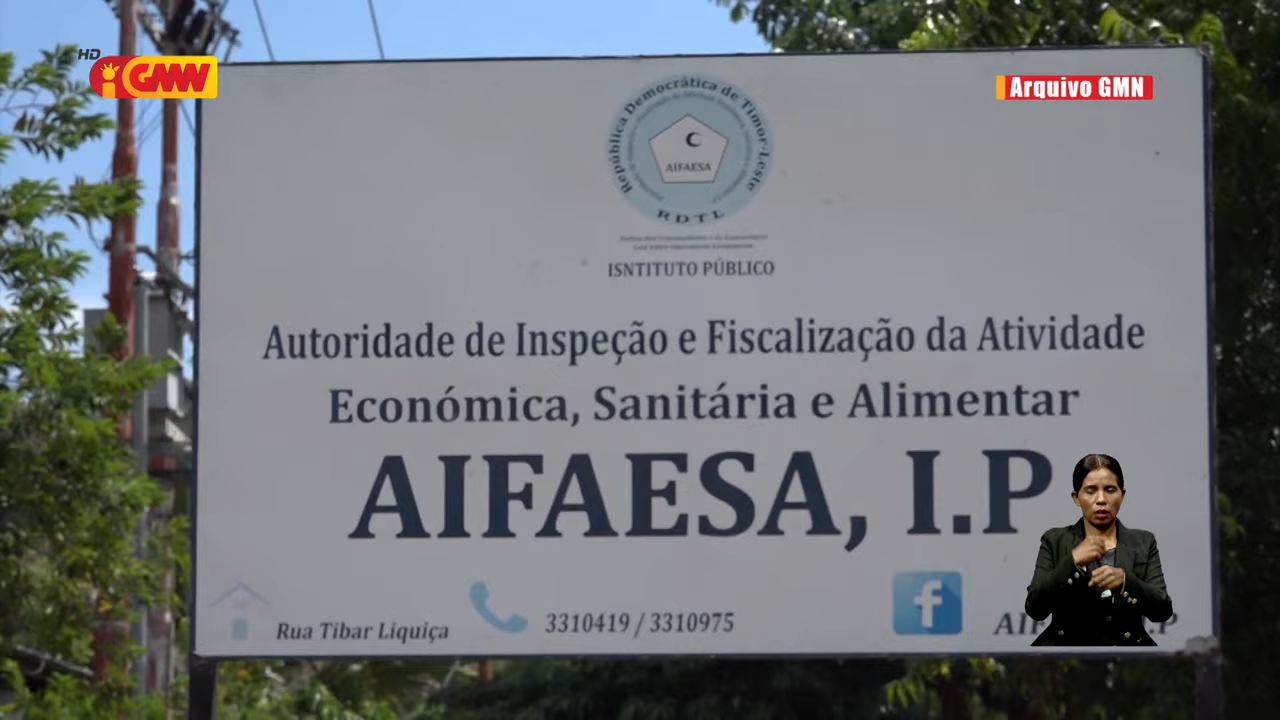 HD
GMN
Arquivo GMN
República Democrática de Timor-Leste
AIFAESA
RDTL
ISNTITUTO PÚBLICO
Autoridade de Inspeção e Fiscalização da Atividade
Económica, Sanitária e Alimentar
AIFAESA, I.P
Rua Tibar Liquiça
3310419 / 3310975
f